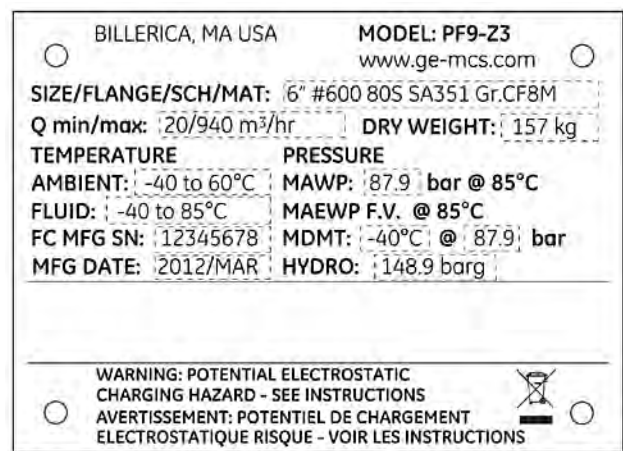 BILLERICA, MA USA MODEL: PF9-Z3
www.ge-mcs.com
SIZE/FLANGE/SCH/MAT: 6" #600 80S SA351 Gr.CF8M
Q min/max: 20/940 m³/hr DRY WEIGHT: 157 kg
TEMPERATURE PRESSURE
AMBIENT: -40 to 60°C MAWP: 87.9 bar @ 85°C
FLUID: -40 to 85°C MAEWP F.V. @ 85°C
FC MFG SN: 12345678 MDMT: -40°C @ 87.9 bar
MFG DATE: 2012/MAR HYDRO: 148.9 barg
WARNING: POTENTIAL ELECTROSTATIC
CHARGING HAZARD - SEE INSTRUCTIONS
AVERTISSEMENT: POTENTIEL DE CHARGEMENT
ELECTROSTATIQUE RISQUE - VOIR LES INSTRUCTIONS